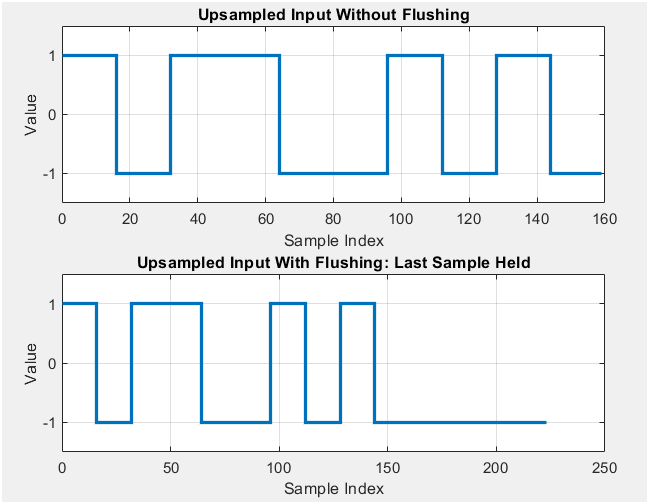 Upsampled Input Without Flushing
1
0
-1
Value
0 20 40 60 80 100 120 140 160
Sample Index
Upsampled Input With Flushing: Last Sample Held
1
0
-1
Value
0 50 100 150 200 250
Sample Index